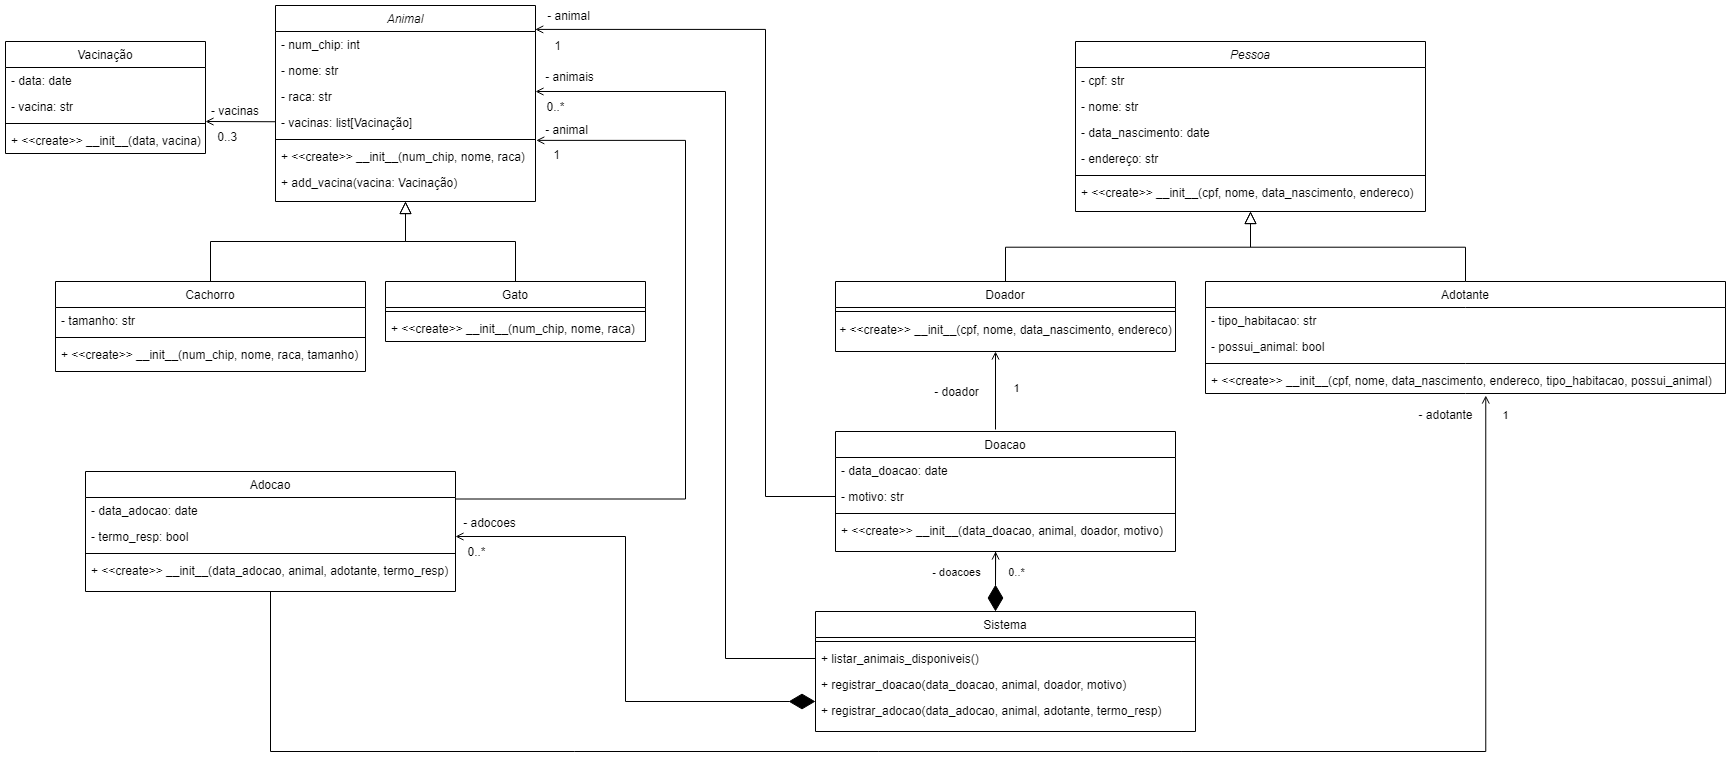 Vacinação
- data: date
- vacina: str
+ <<create>> __init__(data, vacina)
- vacinas
0..3
Animal
- num_chip: int
- nome: str
- raca: str
- vacinas: list[Vacinação]
+ <<create>> __init__(num_chip, nome, raca)
+ add_vacina(vacina: Vacinação)
- animal
1
- animais
0..*
- animal
1
Pessoa
- cpf: str
- nome: str
- data_nascimento: date
- endereço: str
+ <<create>> __init__(cpf, nome, data_nascimento, endereco)
Cachorro
- tamanho: str
+ <<create>> __init__(num_chip, nome, raca, tamanho)
Gato
+ <<create>> __init__(num_chip, nome, raca)
Doador
+ <<create>> __init__(cpf, nome, data_nascimento, endereco)
Adotante
- tipo_habitacao: str
- possui_animal: bool
+ <<create>> __init__(cpf, nome, data_nascimento, endereco, tipo_habitacao, possui_animal)
- doador
1
- adotante
1
Doacao
- data_doacao: date
- motivo: str
+ <<create>> __init__(data_doacao, animal, doador, motivo)
Adocao
- data_adocao: date
- termo_resp: bool
+ <<create>> __init__(data_adocao, animal, adotante, termo_resp)
- adocoes
0..*
- doacoes
0..*
Sistema
+ listar_animais_disponiveis()
+ registrar_doacao(data_doacao, animal, doador, motivo)
+ registrar_adocao(data_adocao, animal, adotante, termo_resp)